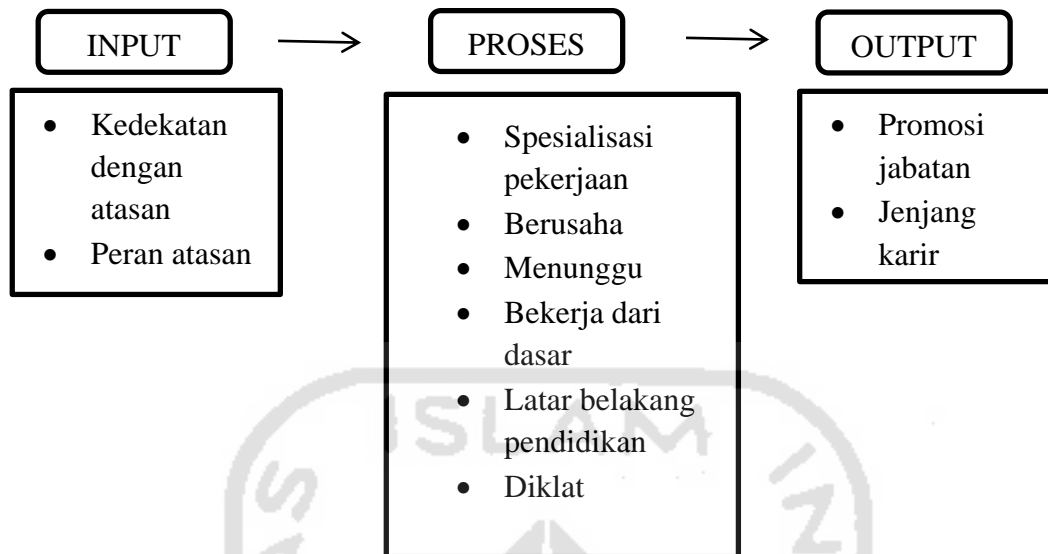 INPUT
PROSES
OUTPUT
• Kedekatan
dengan
atasan
• Peran atasan
• Spesialisasi
pekerjaan
• Berusaha
• Menunggu
• Bekerja dari
dasar
• Latar belakang
pendidikan
• Diklat
• Promosi
jabatan
• Jenjang
karir
ISLAM